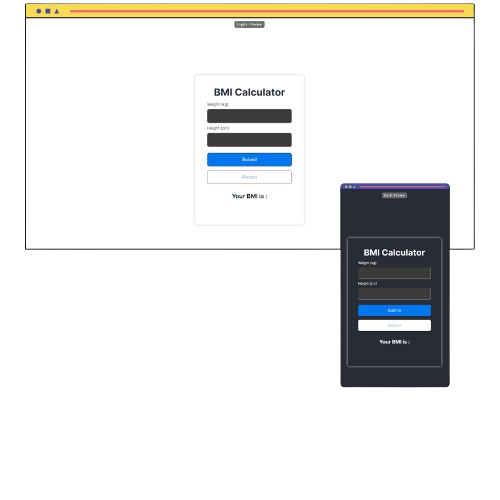 Light Theme
BMI Calculator
Weight (kg)
Height (cm)
Submit
Reload
Your BMI is :
Dark Theme
BMI Calculator
Weight (kg)
Height (cm)
Submit
Reload
Your BMI is :